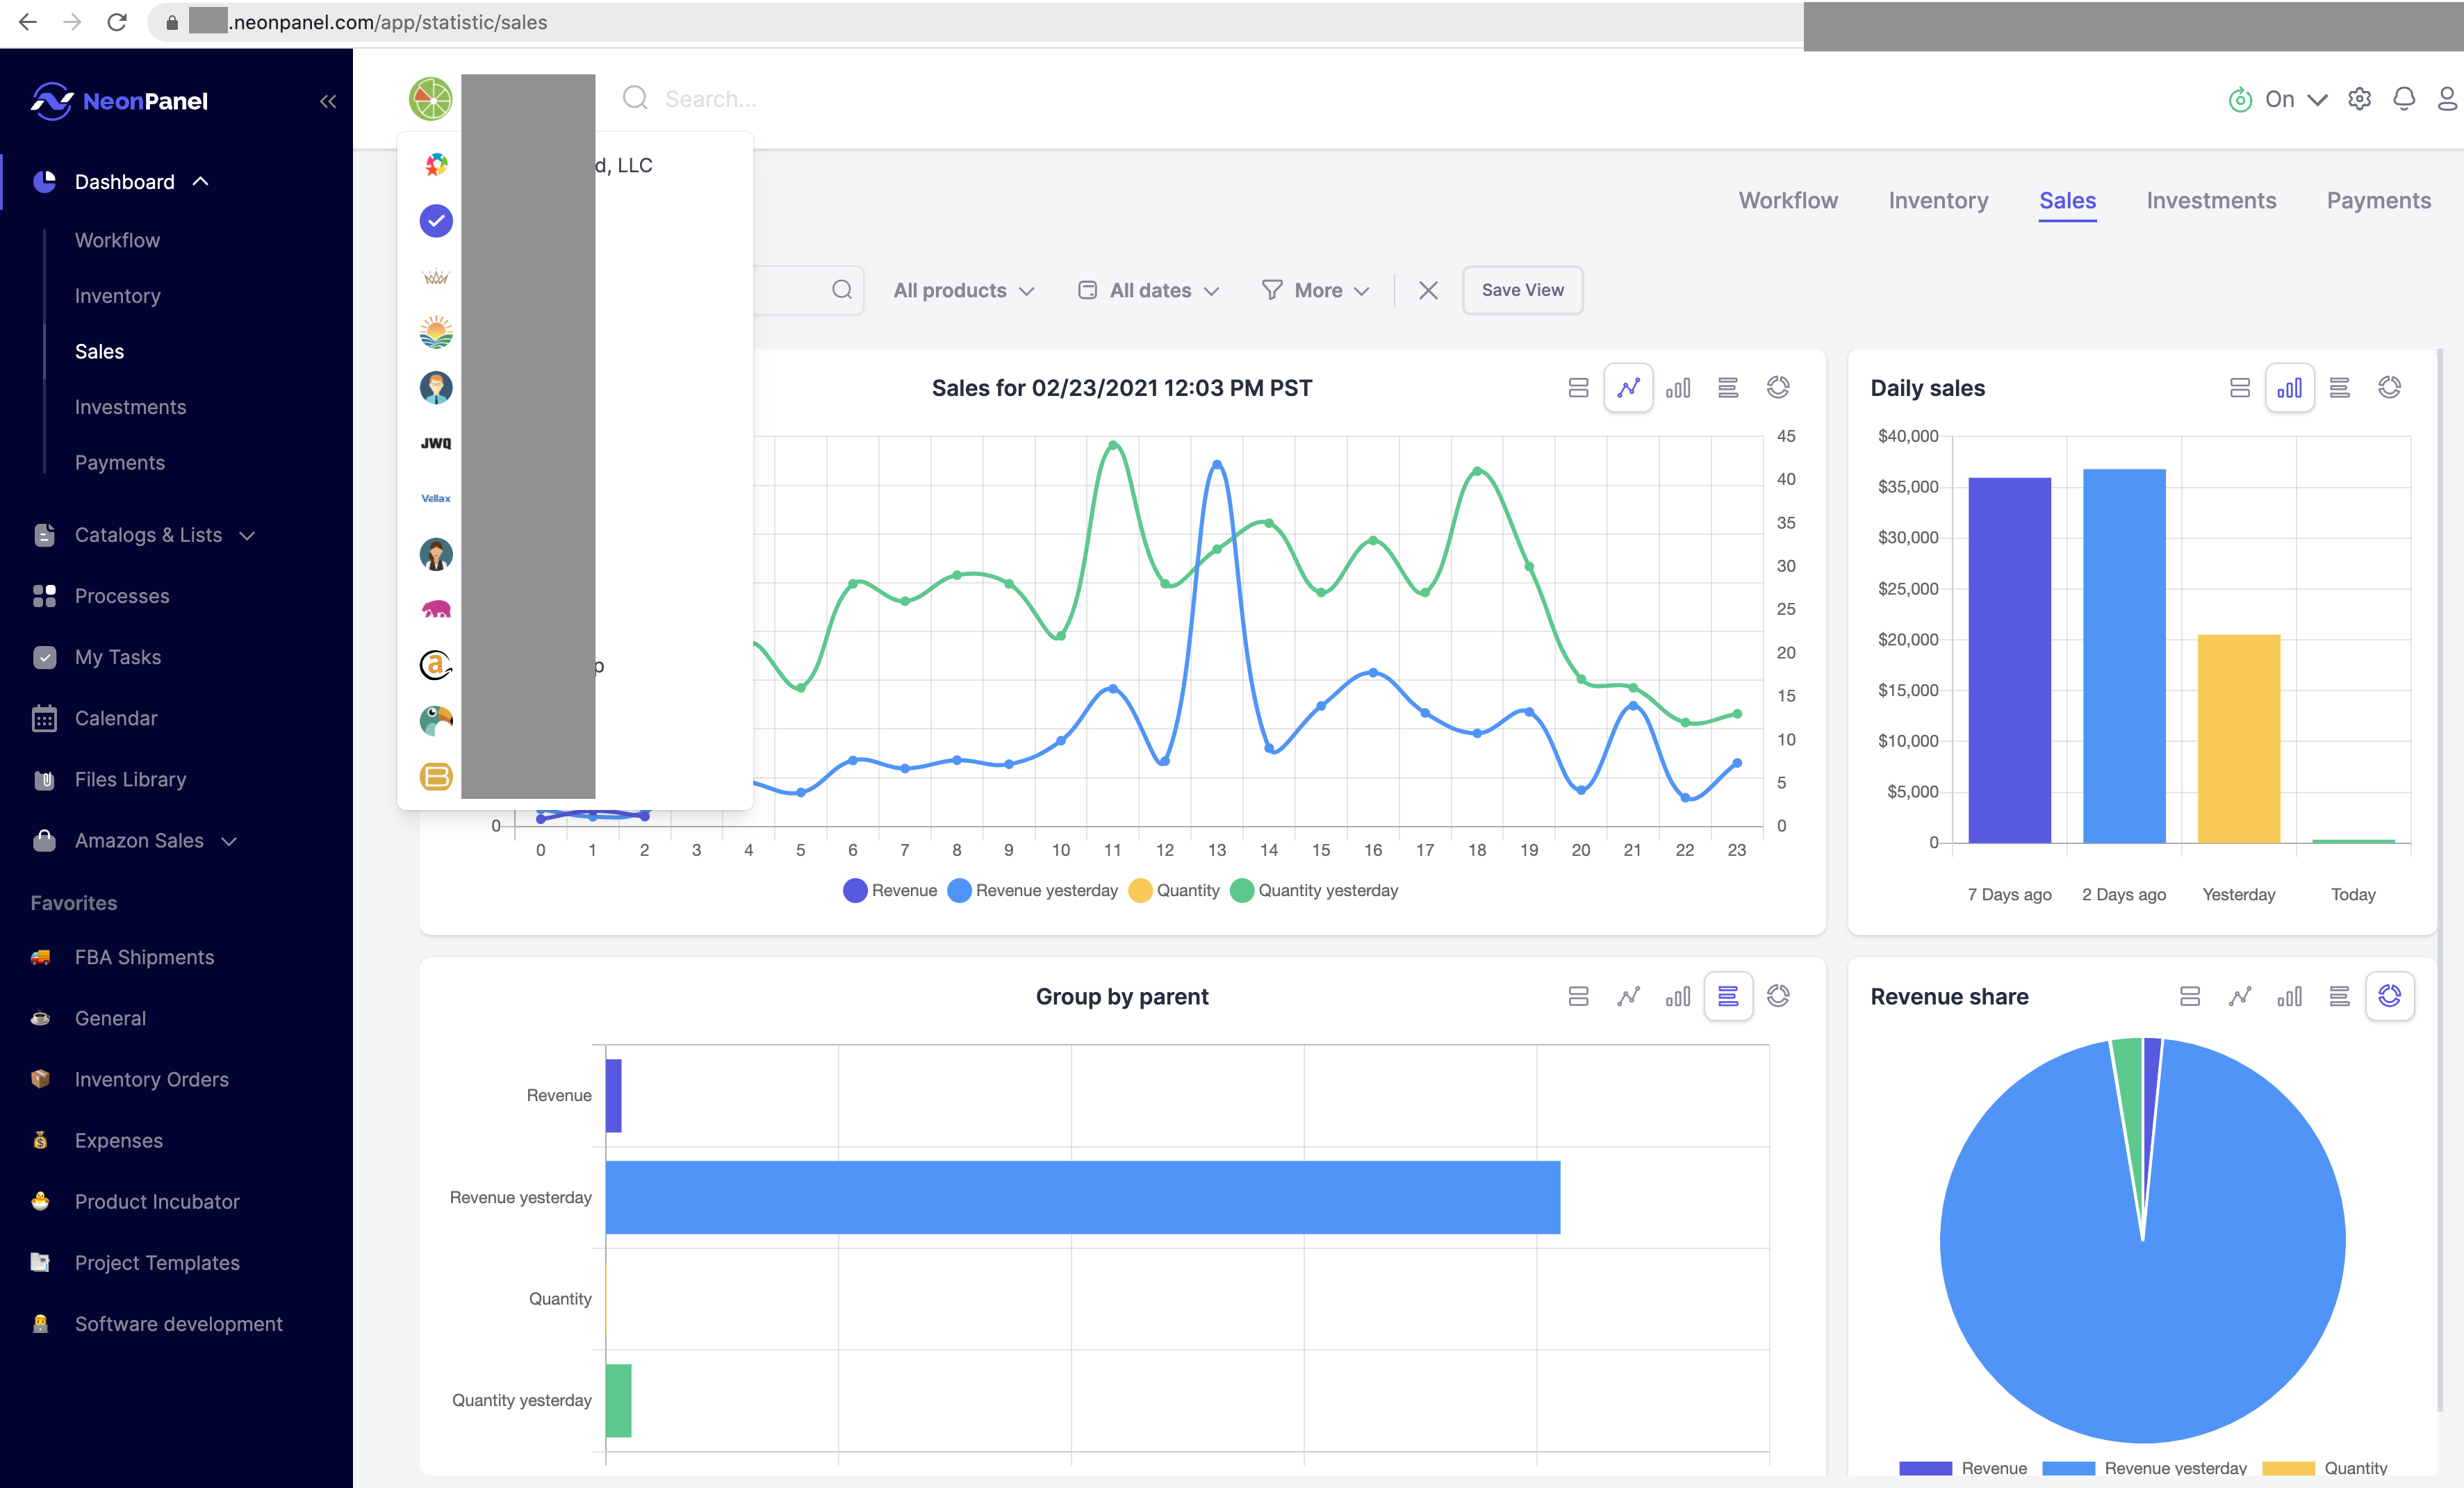 .neonpanel.com/app/statistic/sales
NeonPanel
Search...
On
Dashboard
Workflow
Inventory
Sales
Investments
Payments
Catalogs & Lists
Processes
My Tasks
Calendar
Files Library
Amazon Sales
Favorites
FBA Shipments
General
Inventory Orders
Expenses
Product Incubator
Project Templates
Software development
d, LLC
JWQ
Vellax
a
p
B
Workflow Inventory Sales Investments Payments
All products All dates More Save View
Sales for 02/23/2021 12:03 PM PST
45
40
35
30
25
20
15
10
5
0 0
0 1 2 3 4 5 6 7 8 9 10 11 12 13 14 15 16 17 18 19 20 21 22 23
Revenue Revenue yesterday Quantity Quantity yesterday
Daily sales
$40,000
$35,000
$30,000
$25,000
$20,000
$15,000
$10,000
$5,000
0
7 Days ago 2 Days ago Yesterday Today
Group by parent
Revenue
Revenue yesterday
Quantity
Quantity yesterday
Revenue share
Revenue Revenue yesterday Quantity